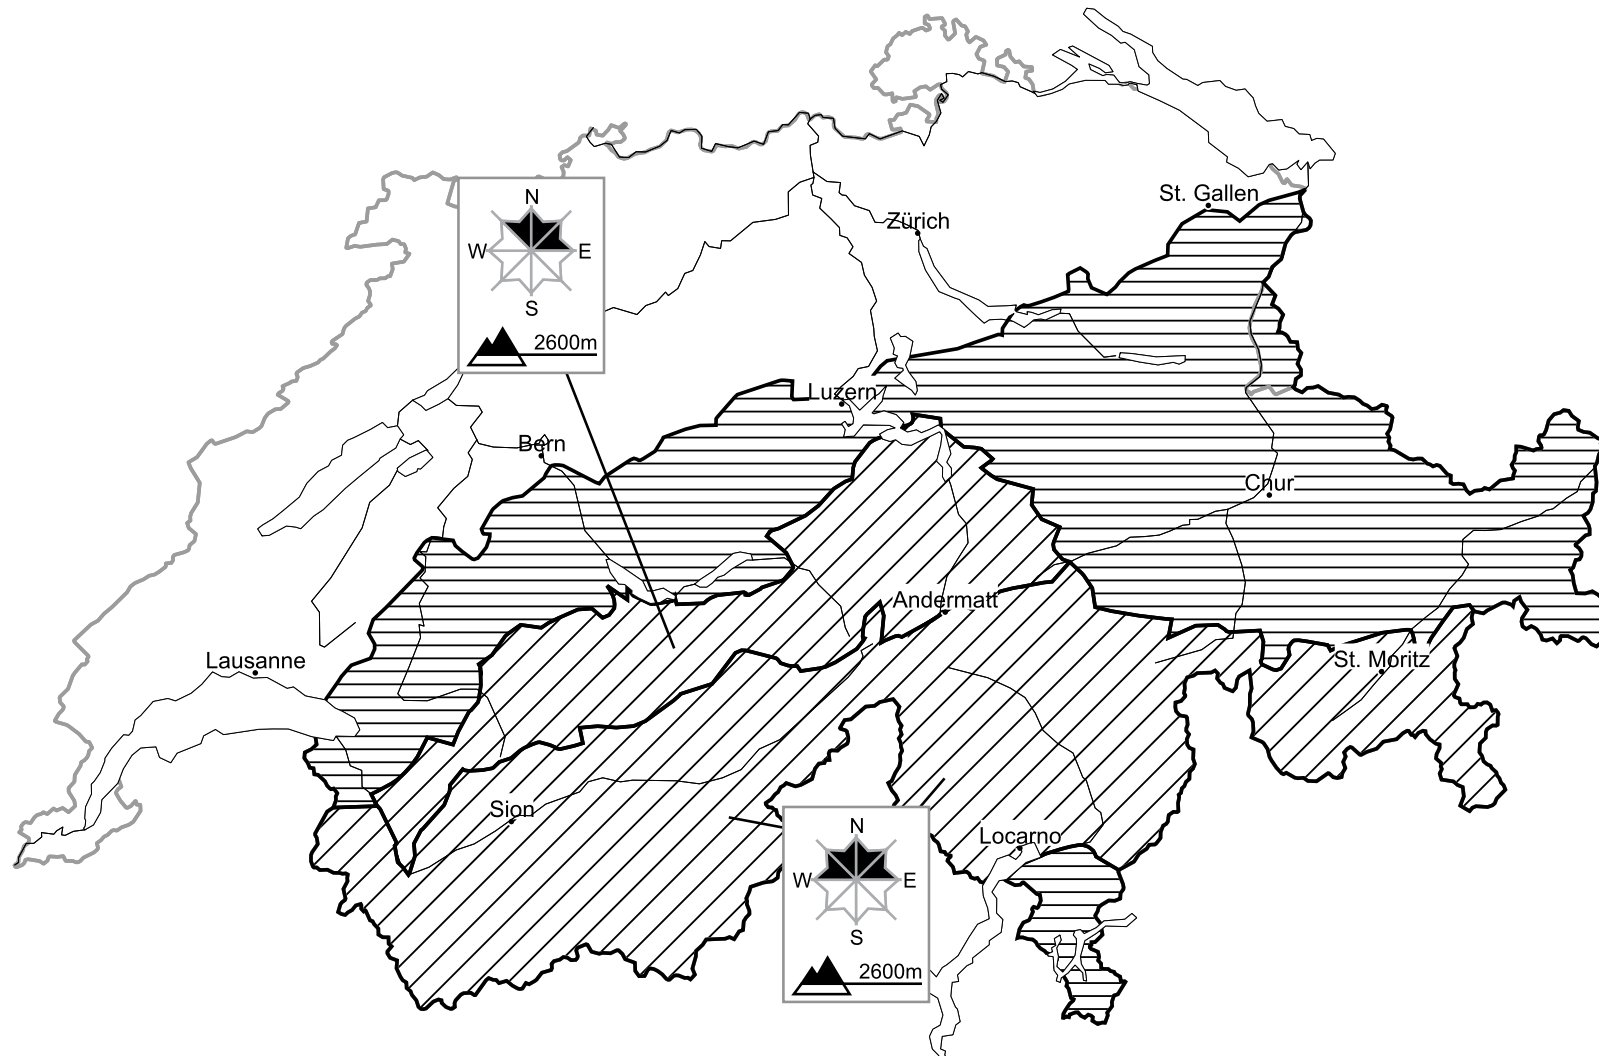 St. Gallen
Zürich
N
W E
S
2600m
Luzern
Bern
Chur
Andermatt
Lausanne
St. Moritz
Sion
Locarno
N
W E
S
2600m